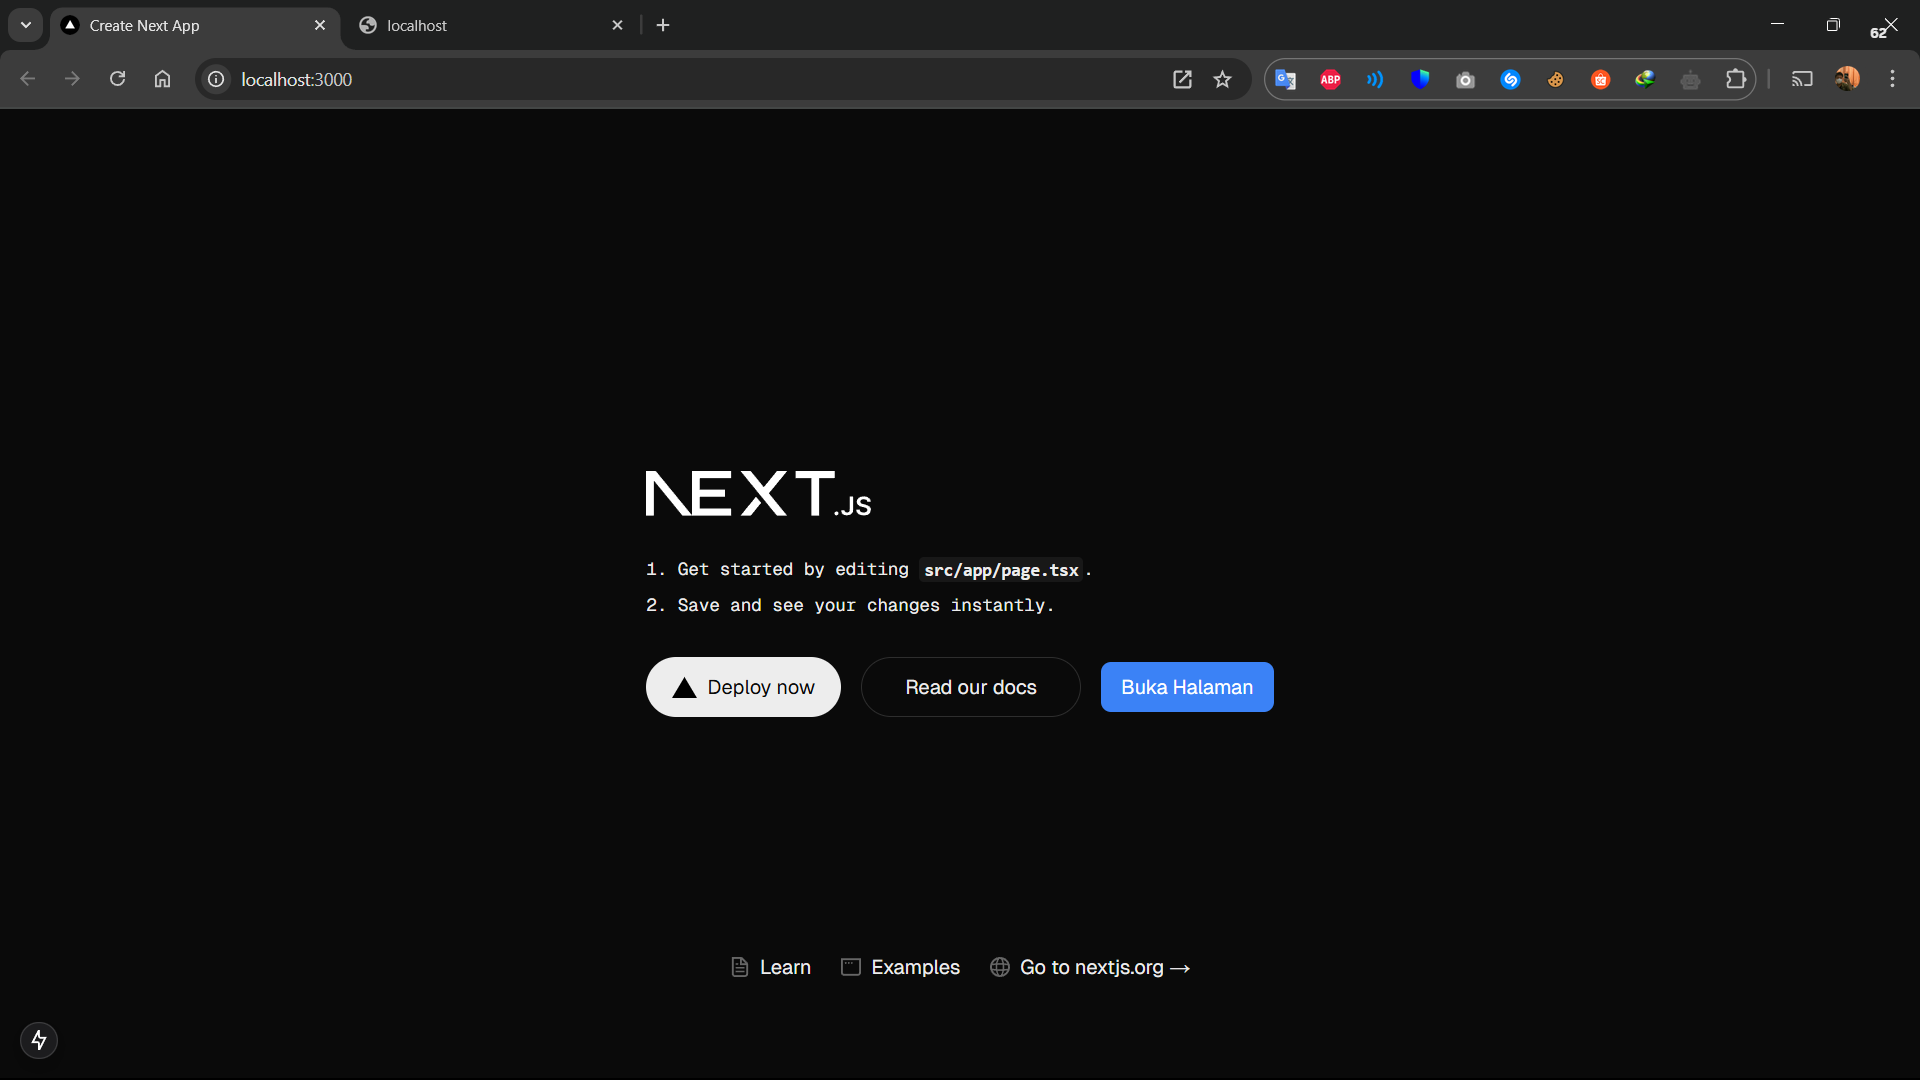 Create Next App
localhost
62
localhost:3000
ABP
NEXT.JS
1. Get started by editing src/app/page.tsx.
2. Save and see your changes instantly.
Deploy now
Read our docs
Buka Halaman
Learn
Examples
Go to nextjs.org →